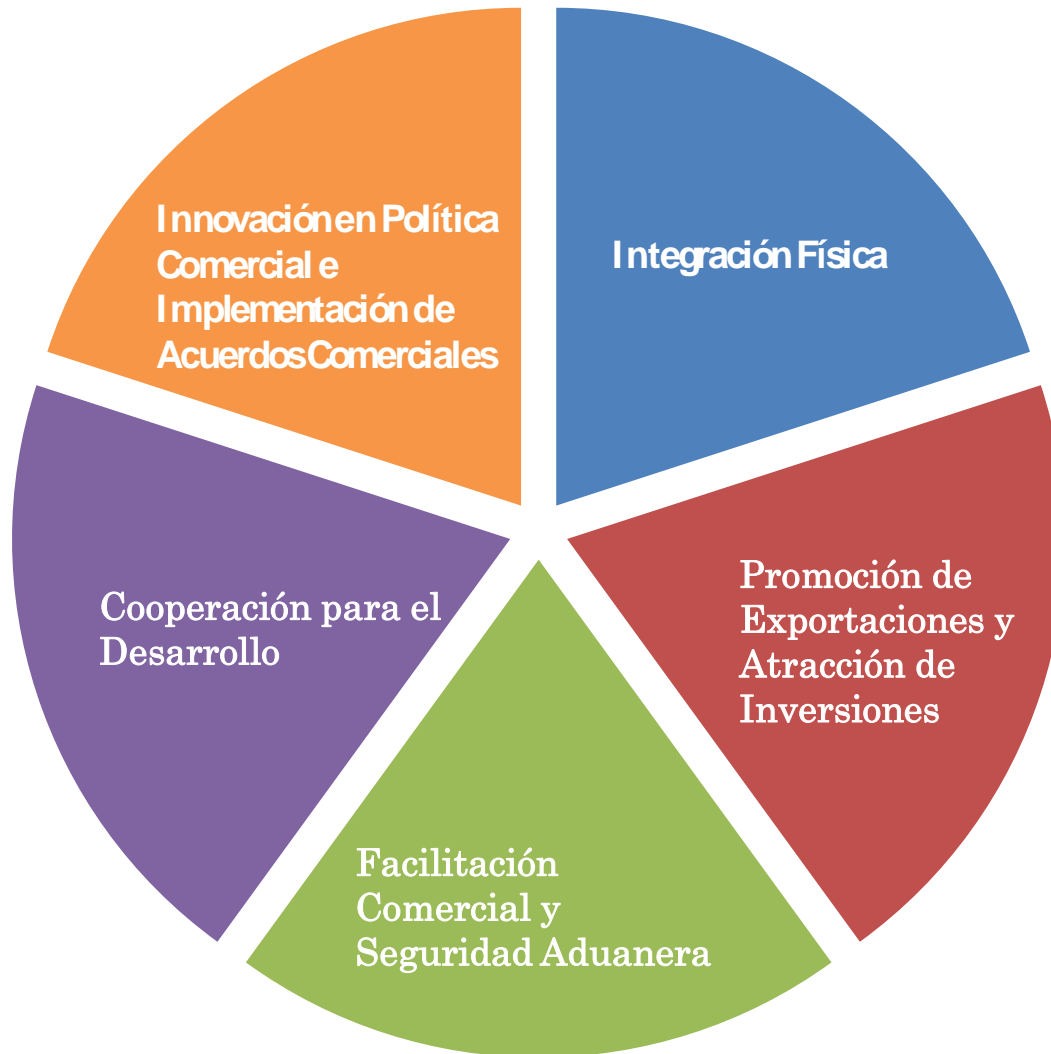 Innovación en Política
Comercial e
Implementación de
Acuerdos Comerciales
Integración Física
Promoción de
Exportaciones y
Atracción de
Inversiones
Cooperación para el
Desarrollo
Facilitación
Comercial y
Seguridad Aduanera